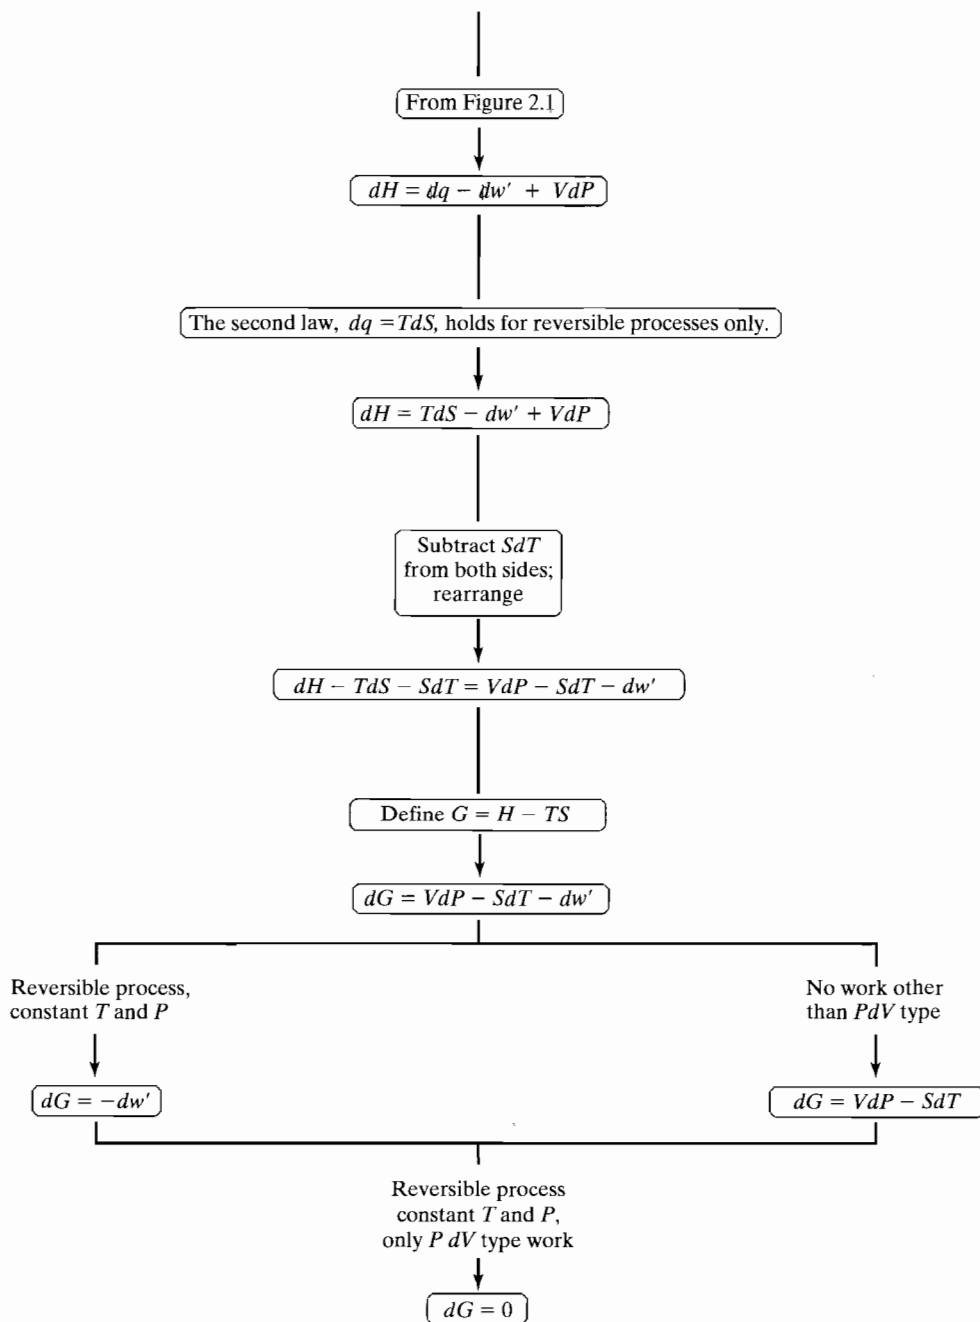 From Figure 2.1
dH = đq − đw′ + VdP
The second law, dq = TdS, holds for reversible processes only.
dH = TdS − dw′ + VdP
Subtract SdT
from both sides;
rearrange
dH − TdS − SdT = VdP − SdT − dw′
Define G = H − TS
dG = VdP − SdT − dw′
Reversible process,
constant T and P
No work other
than PdV type
dG = −dw′
dG = VdP − SdT
Reversible process
constant T and P,
only P dV type work
dG = 0